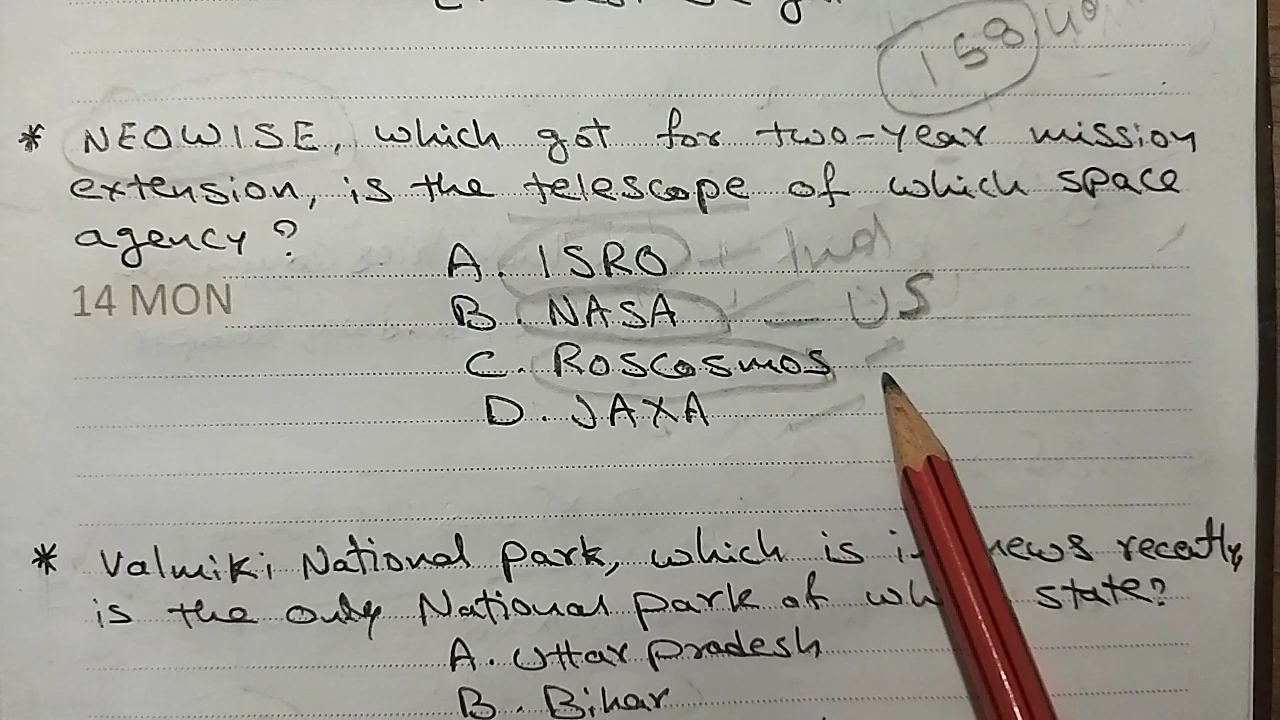 158
* NEOWISE, which got for two-year mission
extension, is the telescope of which space
agency?
A. ISRO - Ind
14 MON
B. NASA - US
C. Roscosmos
D. JAXA
* Valmiki National park, which is in news recently,
is the only National park of state?
A. Uttar pradesh
B. Bihar